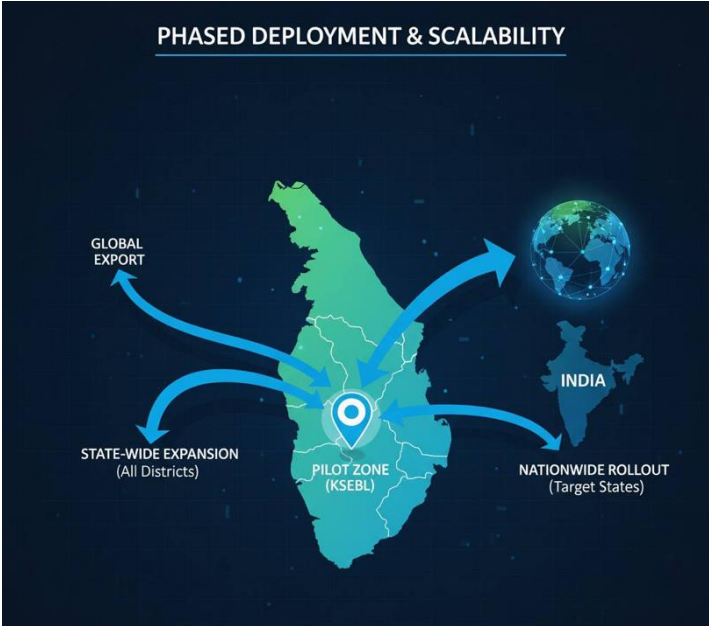 PHASED DEPLOYMENT & SCALABILITY
GLOBAL
EXPORT
INDIA
STATE-WIDE EXPANSION
(All Districts)
PILOT ZONE
(KSEBL)
NATIONWIDE ROLLOUT
(Target States)